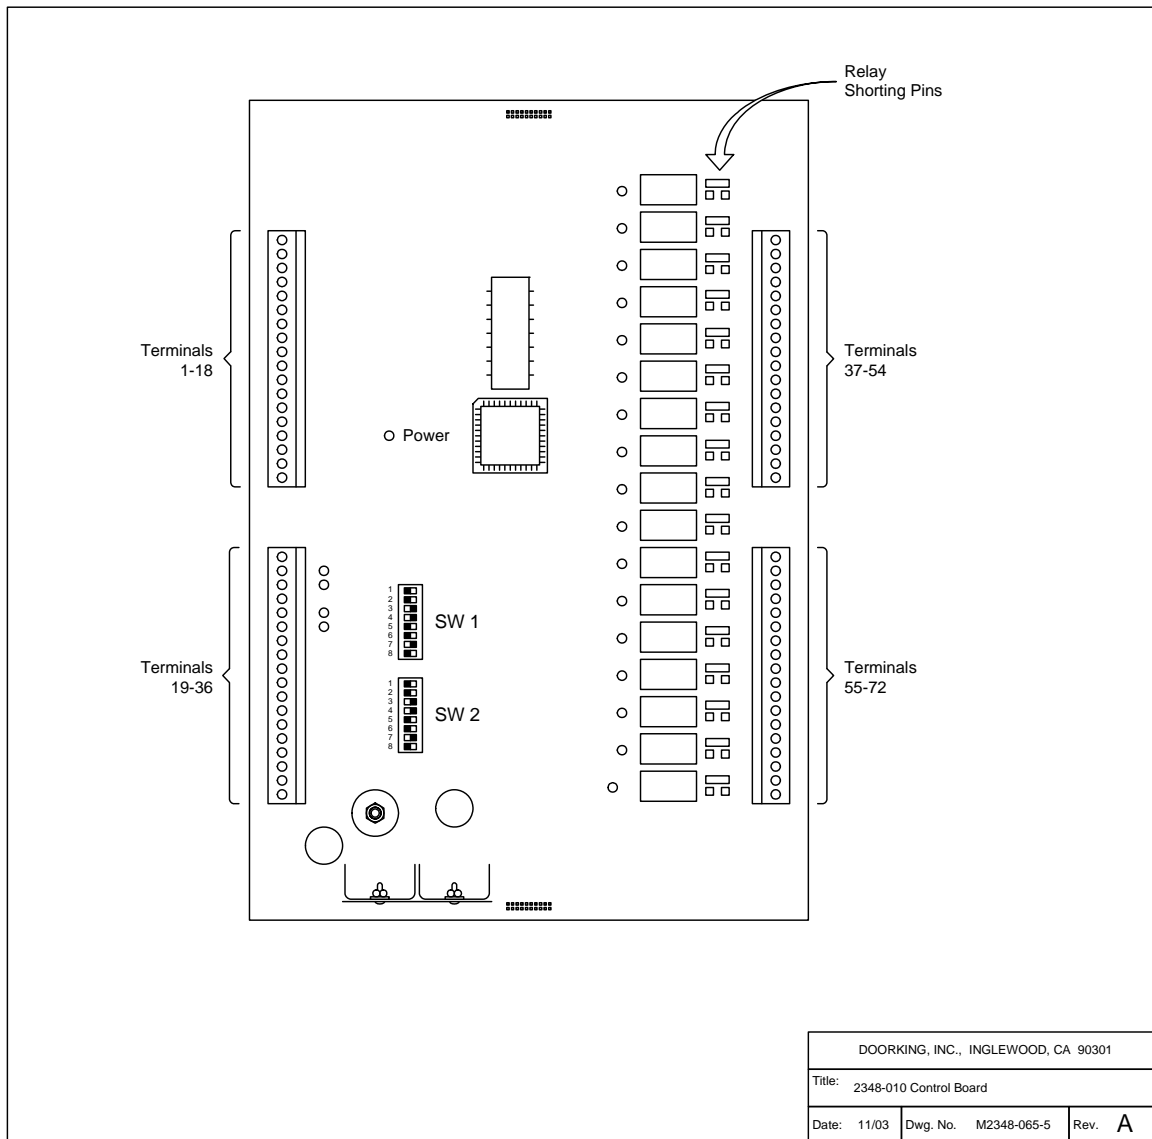 Relay
Shorting Pins
Terminals
1-18
Terminals
37-54
Power
1
2
3
4
5
6
7
8
SW 1
Terminals
19-36
Terminals
55-72
1
2
3
4
5
6
7
8
SW 2
DOORKING, INC., INGLEWOOD, CA 90301
Title: 2348-010 Control Board
Date: 11/03 Dwg. No. M2348-065-5 Rev. A